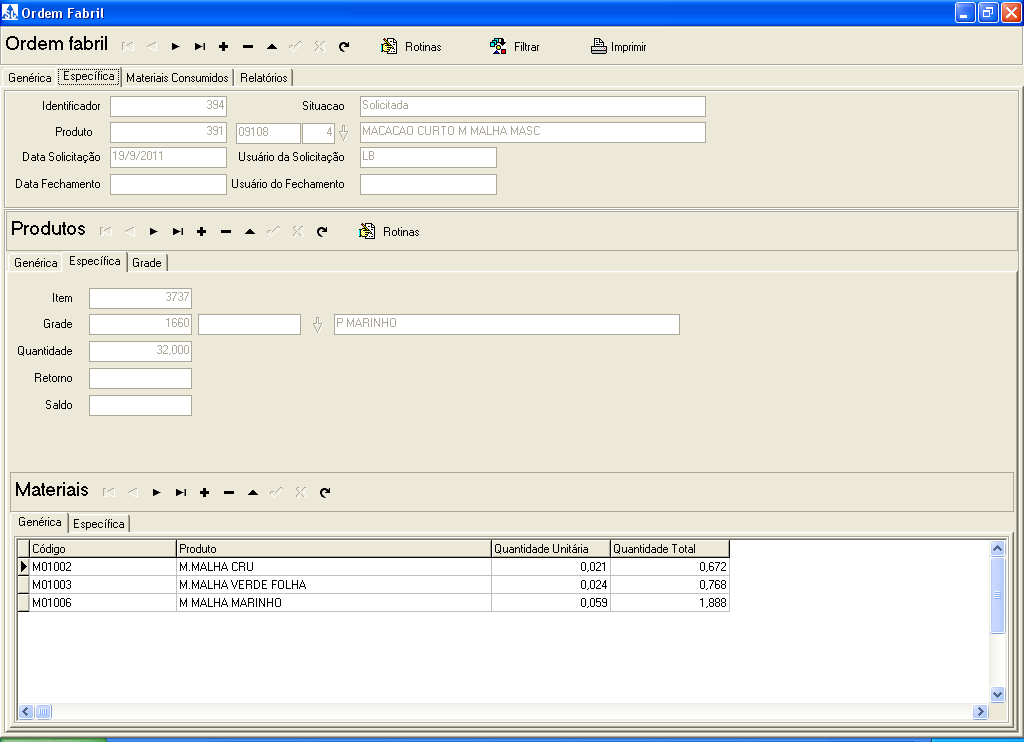 Ordem Fabril
Ordem fabril Rotinas Filtrar Imprimir
Genérica Específica Materiais Consumidos Relatórios
Identificador 394 Situacao Solicitada
Produto 391 09108 4 MACACAO CURTO M MALHA MASC
Data Solicitação 19/9/2011 Usuário da Solicitação LB
Data Fechamento Usuário do Fechamento
Produtos Rotinas
Genérica Específica Grade
Item 3737
Grade 1660 P MARINHO
Quantidade 32,000
Retorno
Saldo
Materiais
Genérica Específica
Código Produto Quantidade Unitária Quantidade Total
M01002 M.MALHA CRU 0,021 0,672
M01003 M.MALHA VERDE FOLHA 0,024 0,768
M01006 M MALHA MARINHO 0,059 1,888